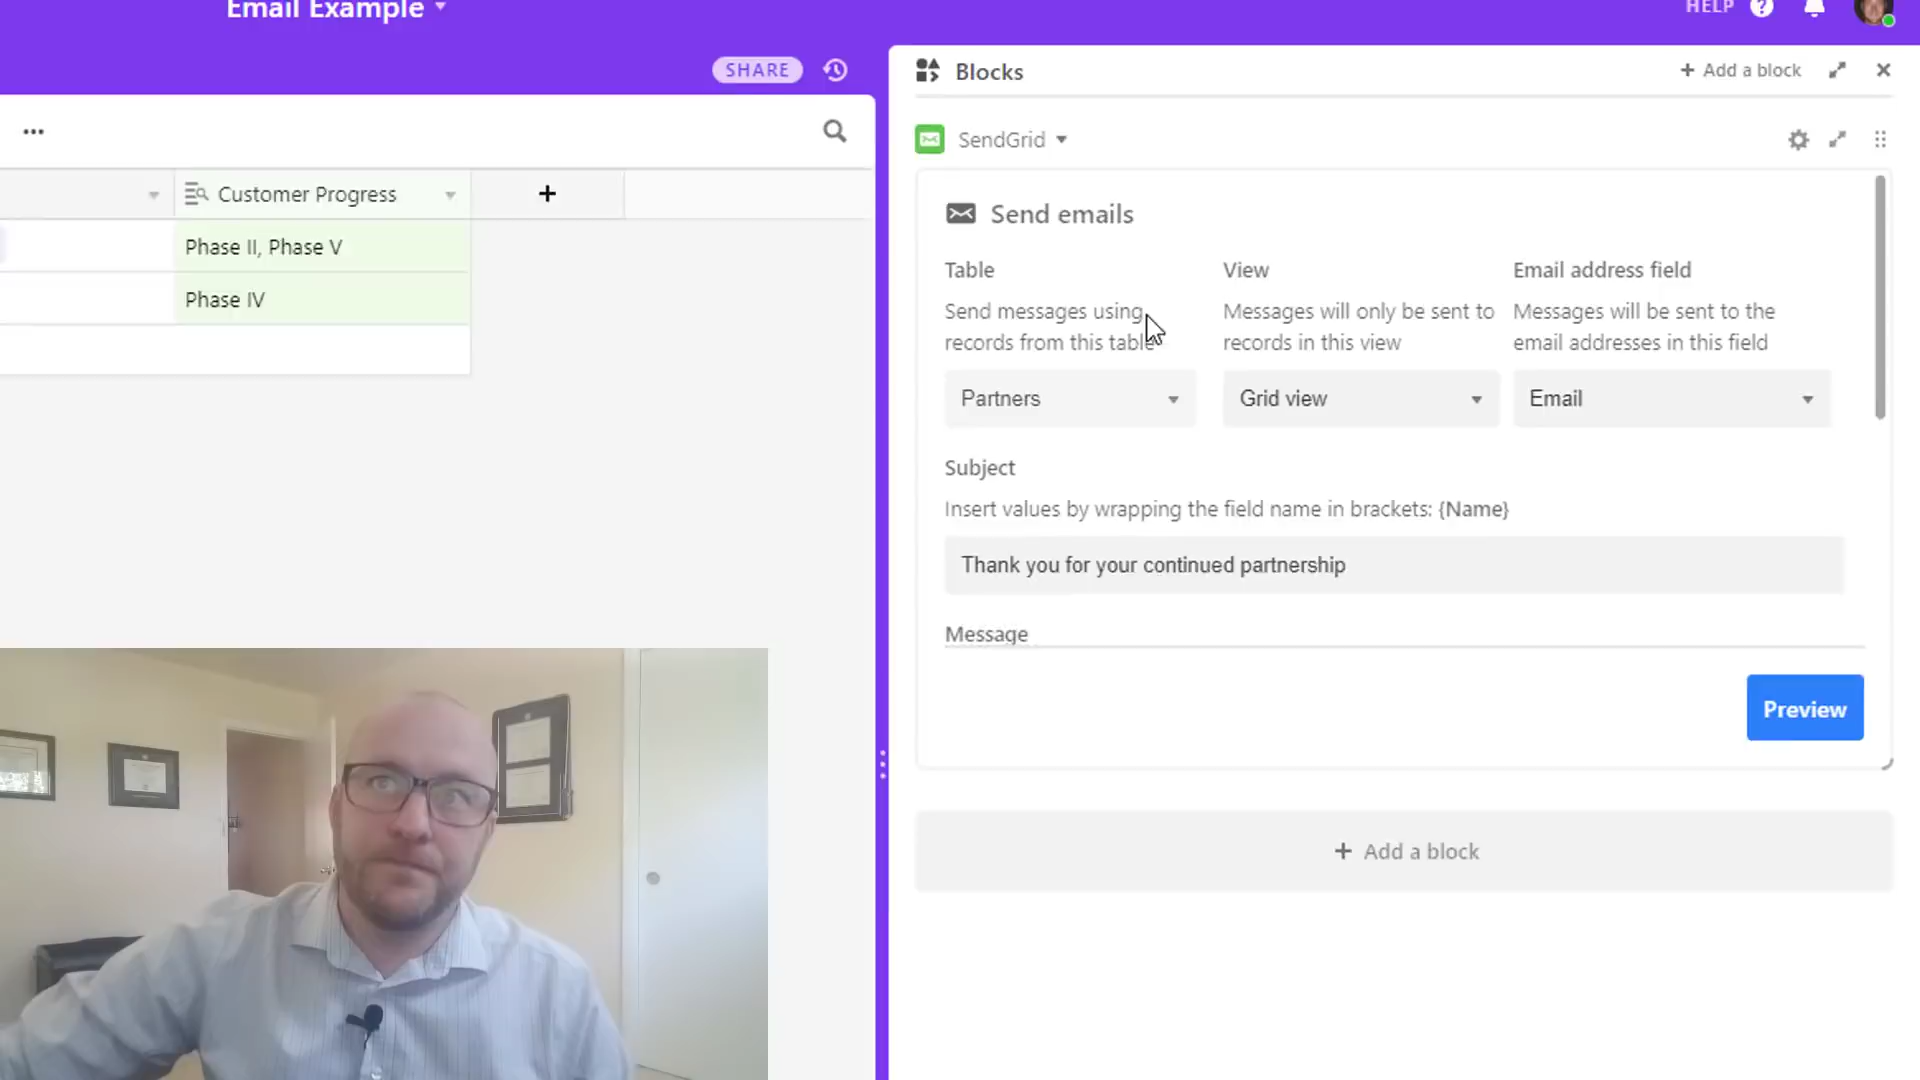 Email Example
HELP
SHARE
Blocks
+ Add a block
SendGrid
Customer Progress
+
Phase II, Phase V
Phase IV
Send emails
Table
Send messages using
records from this table
Partners
View
Messages will only be sent to
records in this view
Grid view
Email address field
Messages will be sent to the
email addresses in this field
Email
Subject
Insert values by wrapping the field name in brackets: {Name}
Thank you for your continued partnership
Message
Preview
+ Add a block